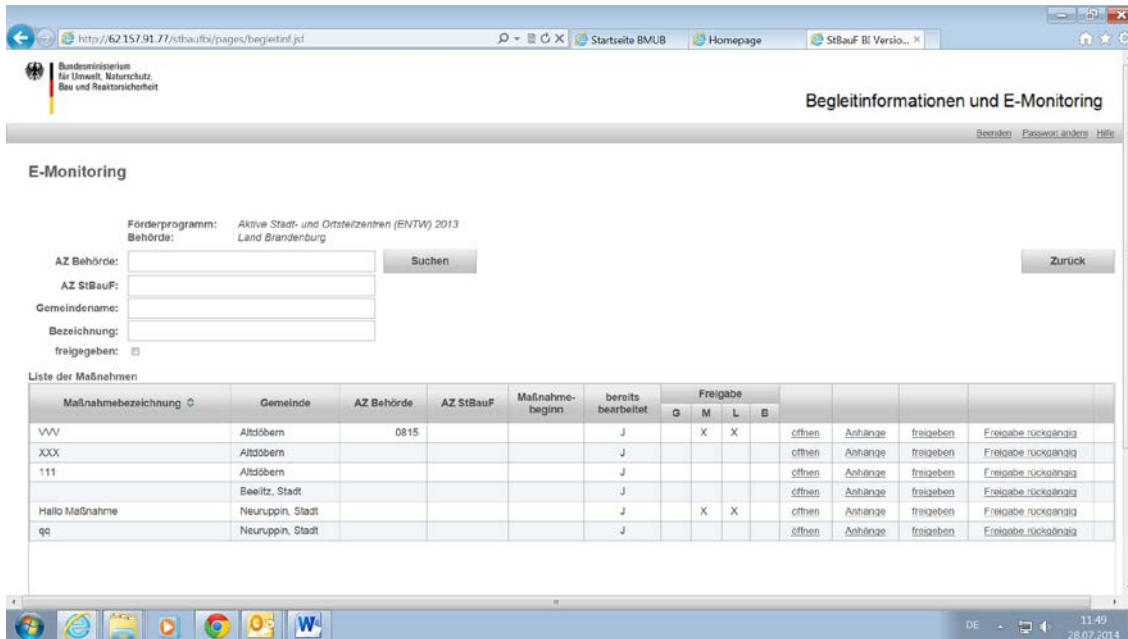 http://62.157.91.77/stbaufbi/pages/begleitinf.jsf
Startseite BMUB
Homepage
StBauF BI Versio...
Bundesministerium
für Umwelt, Naturschutz,
Bau und Reaktorsicherheit
Begleitinformationen und E-Monitoring
Beenden Passwort ändern Hilfe
E-Monitoring
Förderprogramm: Aktive Stadt- und Ortsteilzentren (ENTW) 2013
Behörde: Land Brandenburg
AZ Behörde: Suchen Zurück
AZ StBauF:
Gemeindename:
Bezeichnung:
freigegeben:
Liste der Maßnahmen
Maßnahmebezeichnung Gemeinde AZ Behörde AZ StBauF Maßnahme-beginn bereits bearbeitet Freigabe
G M L B
VVV Altdöbern 0815 J X X öffnen Anhänge freigeben Freigabe rückgängig
XXX Altdöbern J öffnen Anhänge freigeben Freigabe rückgängig
111 Altdöbern J öffnen Anhänge freigeben Freigabe rückgängig
Beelitz, Stadt J öffnen Anhänge freigeben Freigabe rückgängig
Hallo Maßnahme Neuruppin, Stadt J X X öffnen Anhänge freigeben Freigabe rückgängig
qq Neuruppin, Stadt J öffnen Anhänge freigeben Freigabe rückgängig
DE 11:49
28.07.2014